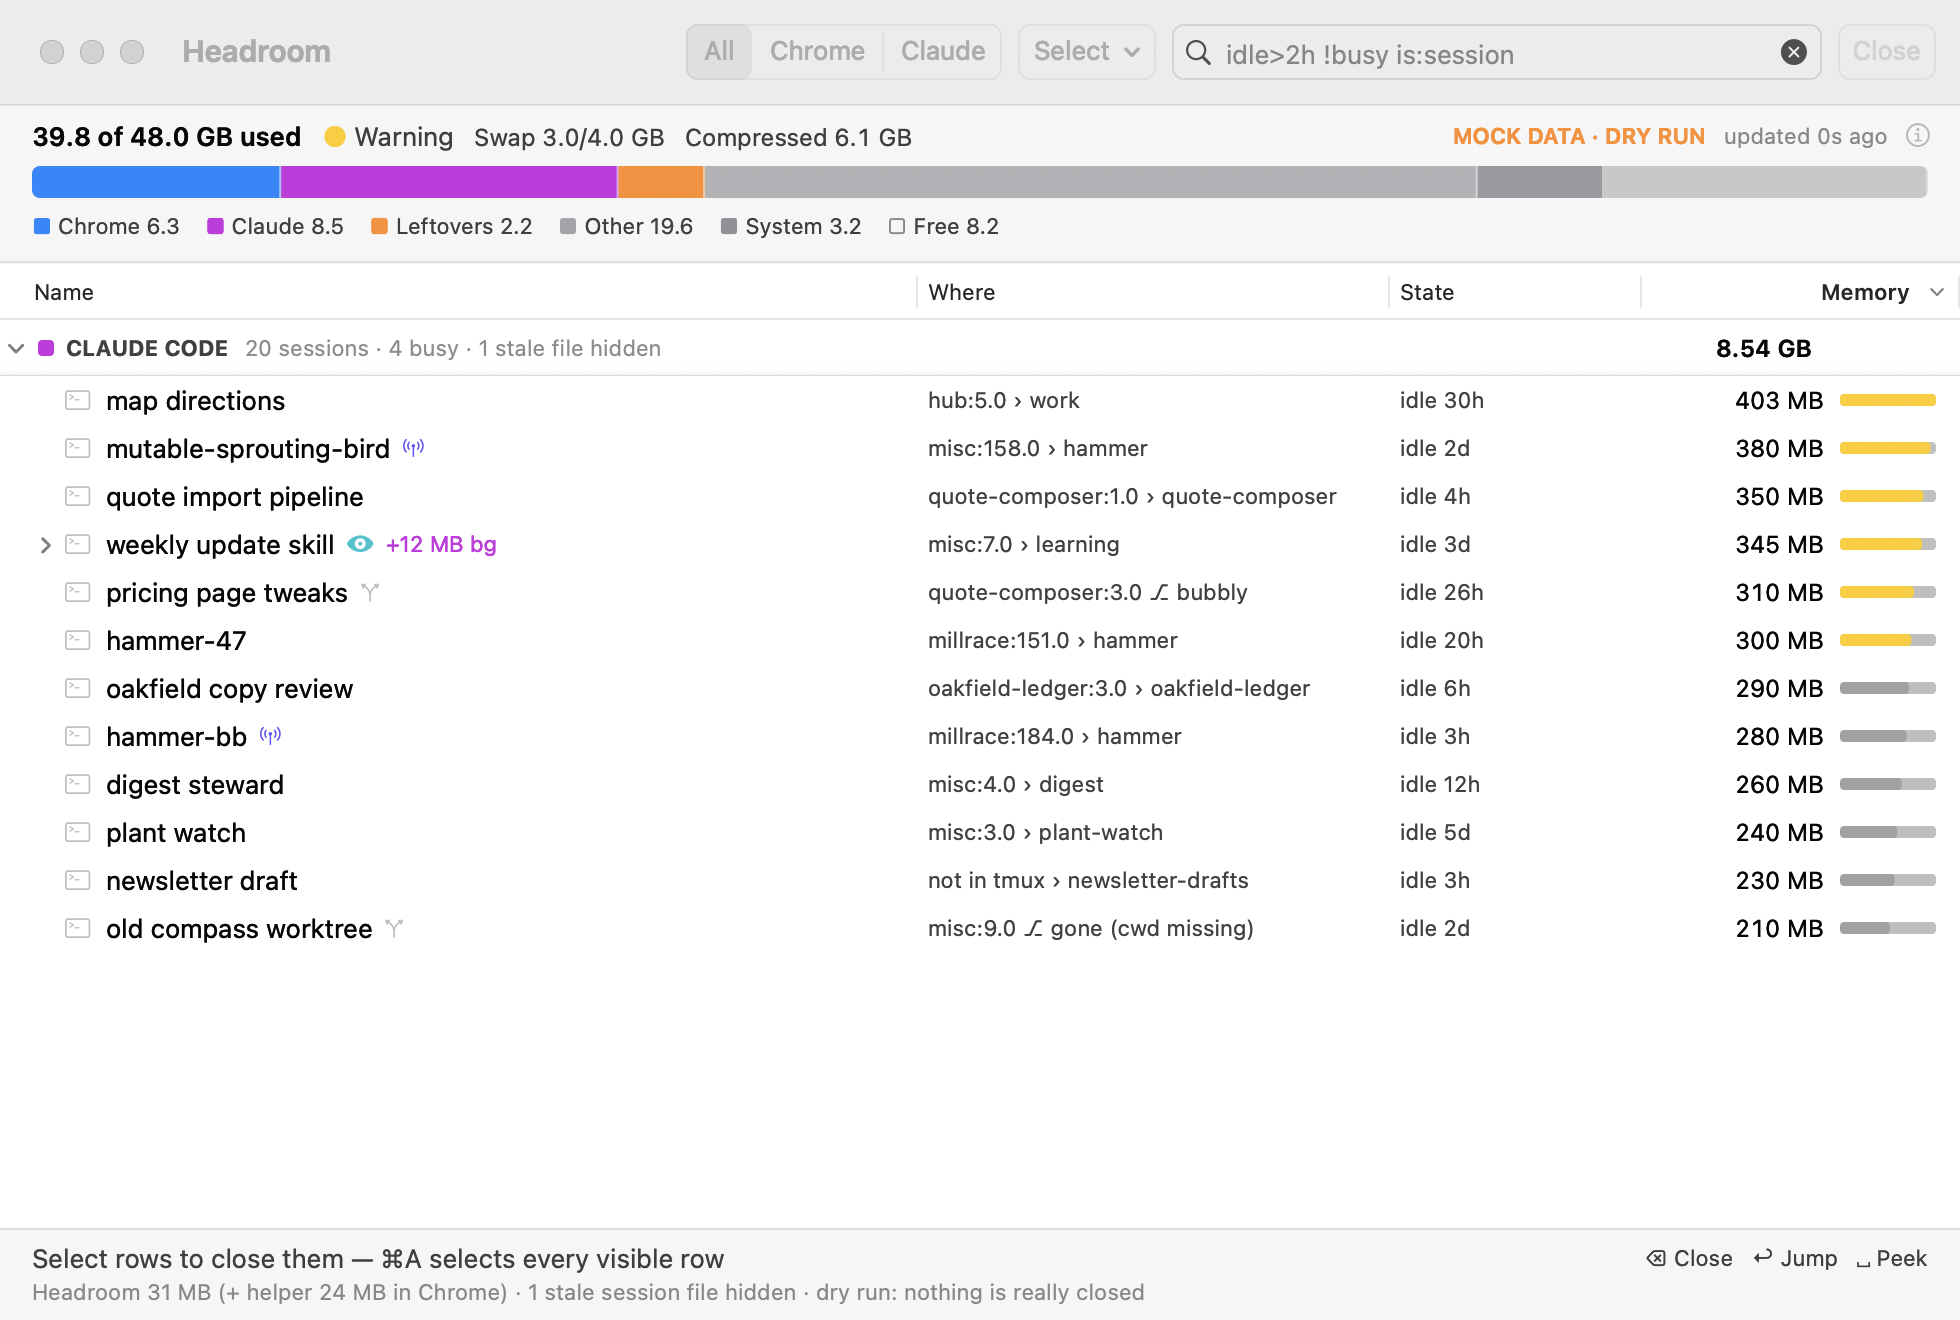 Headroom All Chrome Claude Select idle>2h !busy is:session Close
39.8 of 48.0 GB used Warning Swap 3.0/4.0 GB Compressed 6.1 GB MOCK DATA · DRY RUN updated 0s ago
Chrome 6.3 Claude 8.5 Leftovers 2.2 Other 19.6 System 3.2 Free 8.2
Name Where State Memory
CLAUDE CODE 20 sessions · 4 busy · 1 stale file hidden 8.54 GB
map directions hub:5.0 › work idle 30h 403 MB
mutable-sprouting-bird misc:158.0 › hammer idle 2d 380 MB
quote import pipeline quote-composer:1.0 › quote-composer idle 4h 350 MB
weekly update skill +12 MB bg misc:7.0 › learning idle 3d 345 MB
pricing page tweaks quote-composer:3.0 ⎇ bubbly idle 26h 310 MB
hammer-47 millrace:151.0 › hammer idle 20h 300 MB
oakfield copy review oakfield-ledger:3.0 › oakfield-ledger idle 6h 290 MB
hammer-bb millrace:184.0 › hammer idle 3h 280 MB
digest steward misc:4.0 › digest idle 12h 260 MB
plant watch misc:3.0 › plant-watch idle 5d 240 MB
newsletter draft not in tmux › newsletter-drafts idle 3h 230 MB
old compass worktree misc:9.0 ⎇ gone (cwd missing) idle 2d 210 MB
Select rows to close them — ⌘A selects every visible row ⌫ Close ↩ Jump ␣ Peek
Headroom 31 MB (+ helper 24 MB in Chrome) · 1 stale session file hidden · dry run: nothing is really closed